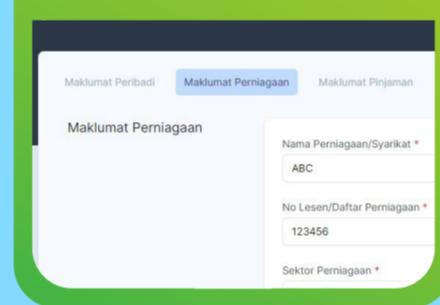 Maklumat Peribadi Maklumat Perniagaan Maklumat Pinjaman
Maklumat Perniagaan
Nama Perniagaan/Syarikat *
ABC
No Lesen/Daftar Perniagaan *
123456
Sektor Perniagaan *